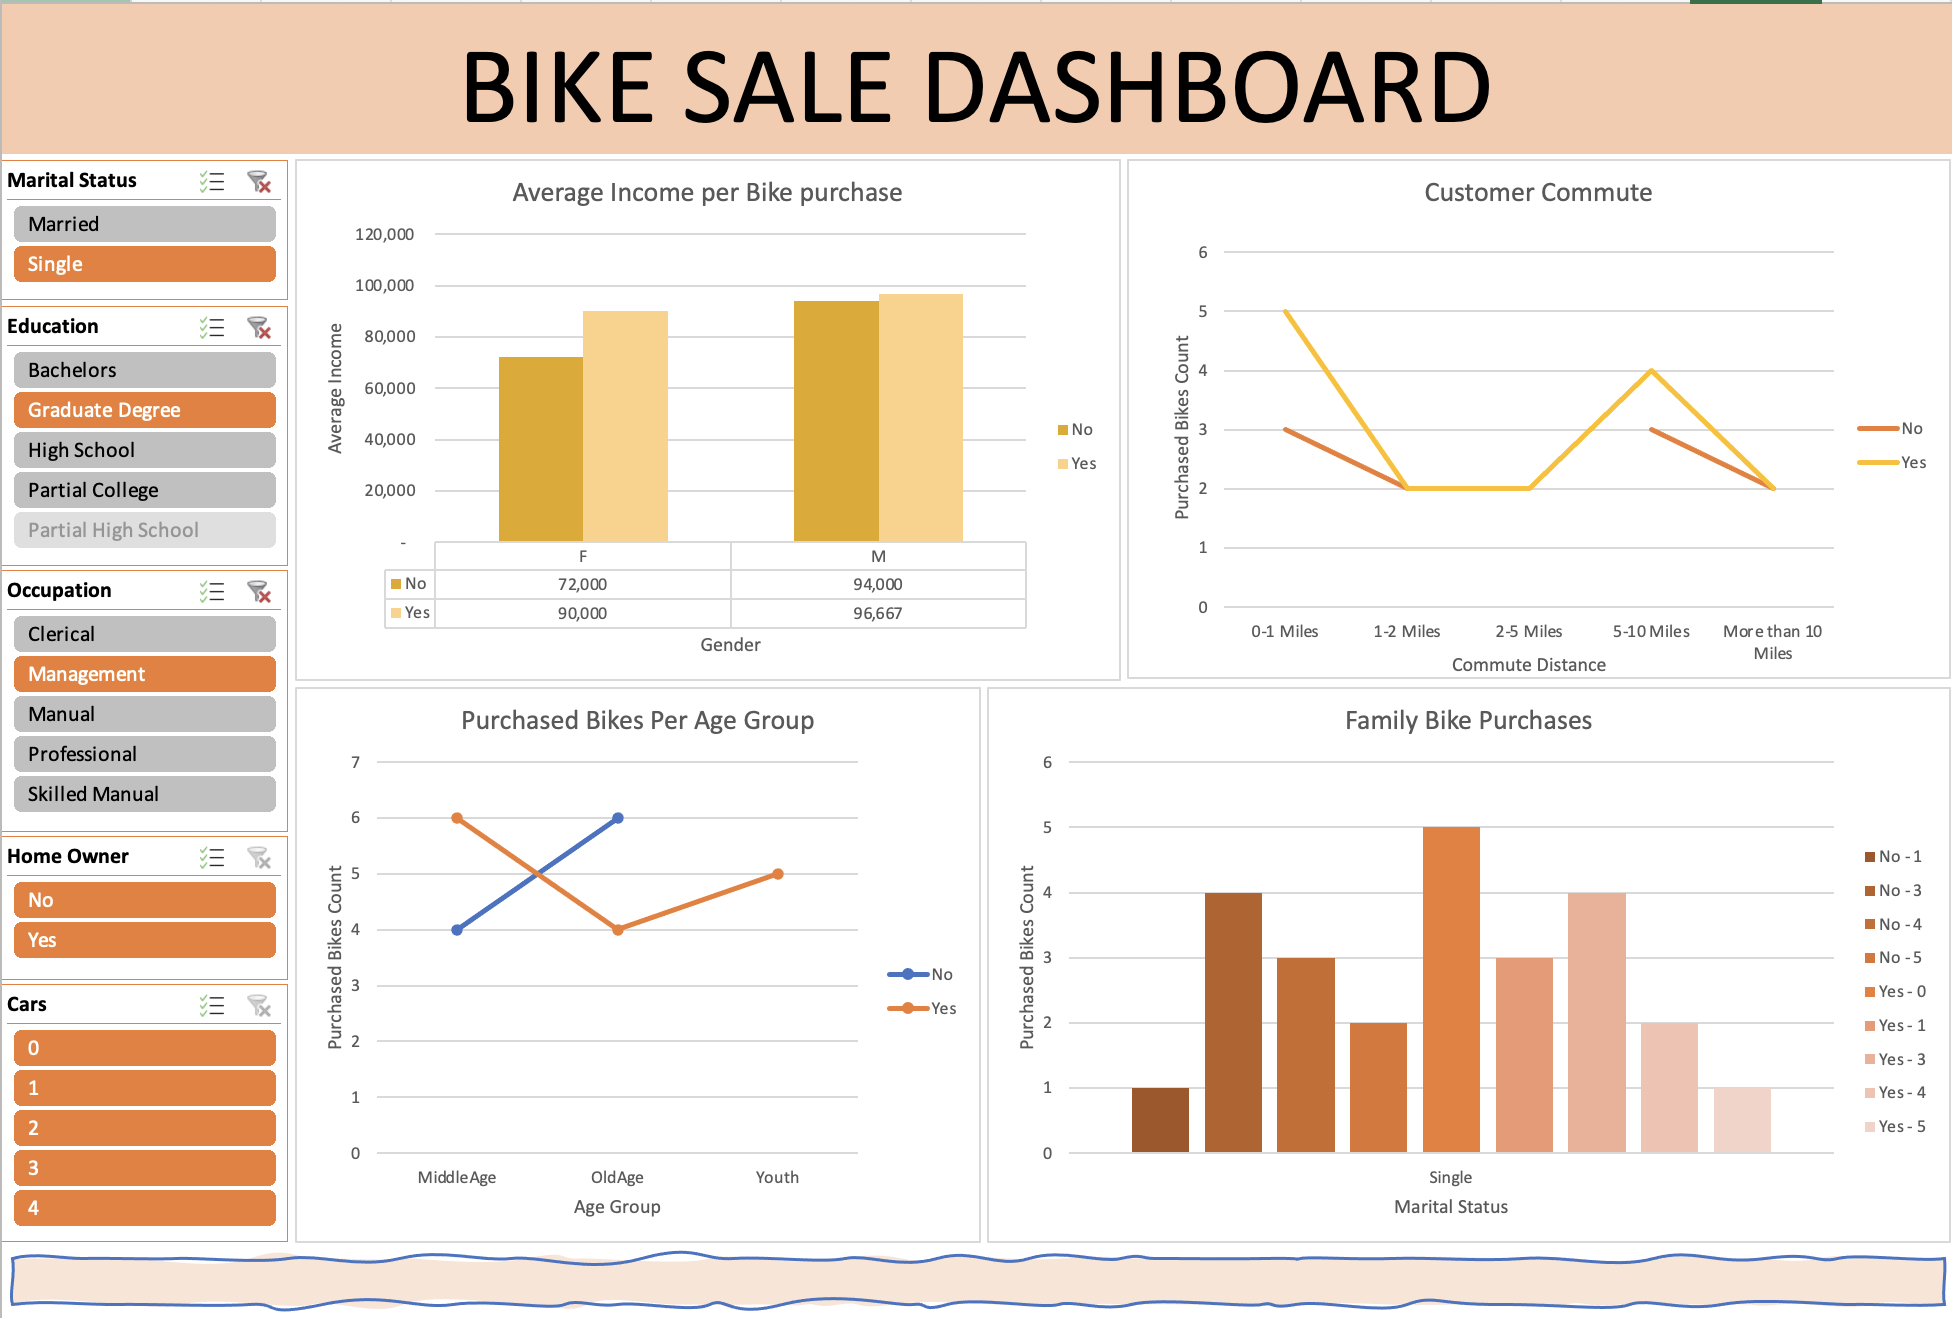 BIKE SALE DASHBOARD
Marital Status
Married
Single
Education
Bachelors
Graduate Degree
High School
Partial College
Partial High School
Occupation
Clerical
Management
Manual
Professional
Skilled Manual
Home Owner
No
Yes
Cars
0
1
2
3
4
Average Income per Bike purchase
120,000
100,000
80,000
60,000
40,000
20,000
-
Average Income
F M
No 72,000 94,000
Yes 90,000 96,667
Gender
No
Yes
Customer Commute
6
5
4
3
2
1
0
Purchased Bikes Count
0-1 Miles 1-2 Miles 2-5 Miles 5-10 Miles More than 10
Miles
Commute Distance
No
Yes
Purchased Bikes Per Age Group
7
6
5
4
3
2
1
0
Purchased Bikes Count
MiddleAge OldAge Youth
Age Group
No
Yes
Family Bike Purchases
6
5
4
3
2
1
0
Purchased Bikes Count
Single
Marital Status
No - 1
No - 3
No - 4
No - 5
Yes - 0
Yes - 1
Yes - 3
Yes - 4
Yes - 5